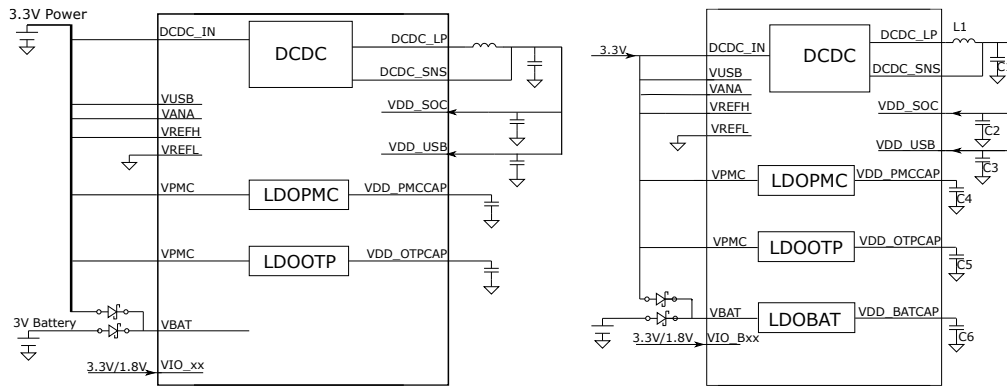 3.3V Power
DCDC_IN
DCDC
DCDC_LP
DCDC_SNS
VUSB
VANA
VREFH
VREFL
VDD_SOC
VDD_USB
VPMC
LDOPMC
VDD_PMCCAP
VPMC
LDOOTP
VDD_OTPCAP
3V Battery
VBAT
3.3V/1.8V
VIO_xx
3.3V
DCDC_IN
DCDC
DCDC_LP
L1
DCDC_SNS
VUSB
VANA
VREFH
VREFL
VDD_SOC
C2
VDD_USB
C3
VPMC
LDOPMC
VDD_PMCCAP
C4
VPMC
LDOOTP
VDD_OTPCAP
C5
VBAT
LDOBAT
VDD_BATCAP
C6
3.3V/1.8V
VIO_Bxx